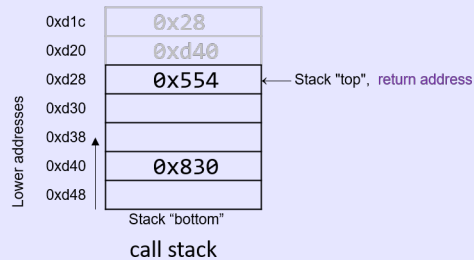 0xd1c 0x28
0xd20 0xd40
0xd28 0x554 Stack "top", return address
0xd30
0xd38
0xd40 0x830
0xd48
Lower addresses
Stack “bottom”
call stack